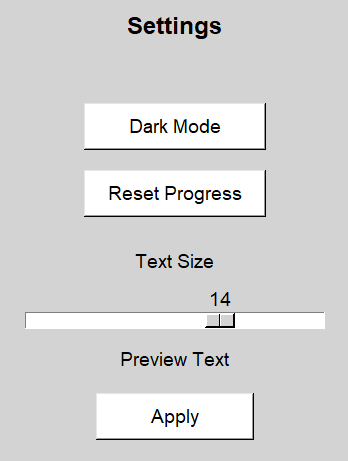 Settings
Dark Mode
Reset Progress
Text Size
14
Preview Text
Apply